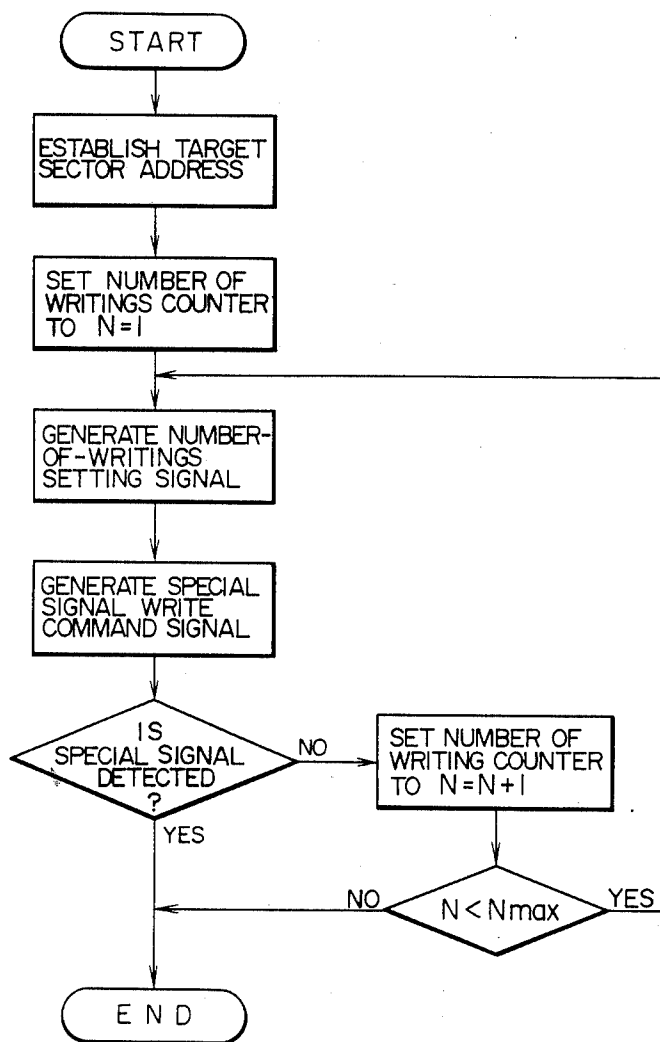 START
ESTABLISH TARGET
SECTOR ADDRESS
SET NUMBER OF
WRITINGS COUNTER
TO N=1
GENERATE NUMBER-
OF-WRITINGS
SETTING SIGNAL
GENERATE SPECIAL
SIGNAL WRITE
COMMAND SIGNAL
IS
SPECIAL SIGNAL
DETECTED
?
NO
YES
SET NUMBER OF
WRITING COUNTER
TO N=N+1
NO
N<Nmax
YES
END